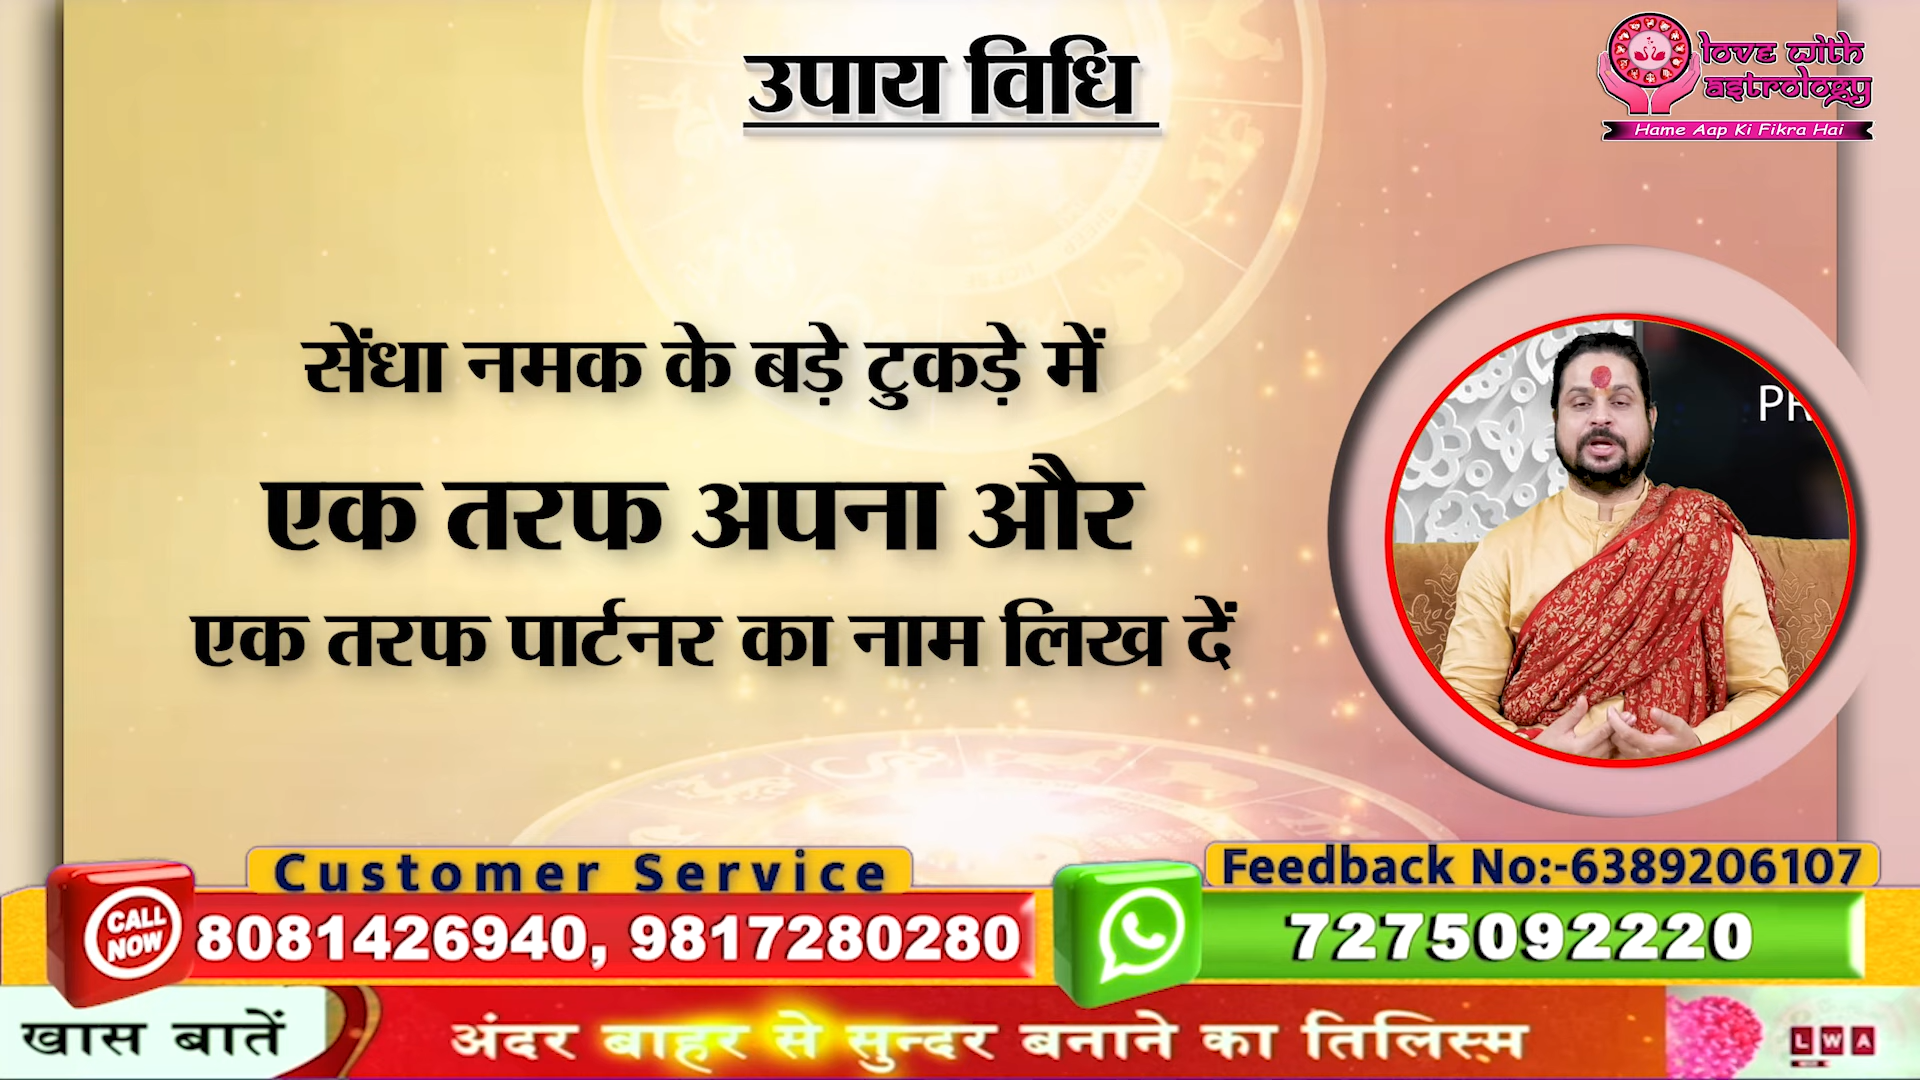 उपाय विधि
love with
astrology
Hame Aap Ki Fikra Hai
सेंधा नमक के बड़े टुकड़े में
एक तरफ अपना और
एक तरफ पार्टनर का नाम लिख दें
Customer Service
Feedback No:-6389206107
CALL
NOW
8081426940, 9817280280
7275092220
खास बातें
अंदर बाहर से सुन्दर बनाने का तिलिस्म
LWA